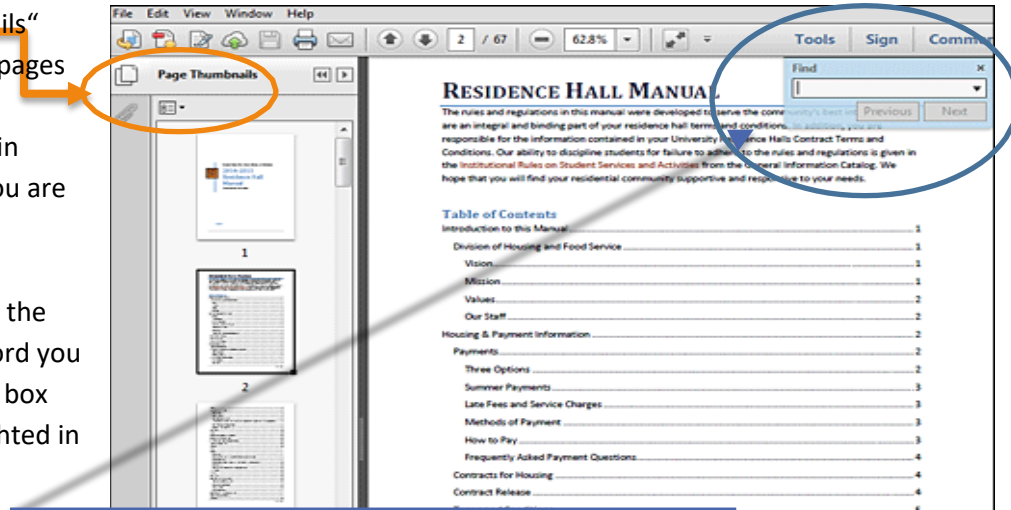 ils“
pages
in
ou are
the
ord you
box
hted in
File Edit View Window Help
2 / 67 62.8% Tools Sign Commen
Page Thumbnails
1
2
Find
Previous Next
RESIDENCE HALL MANUAL
The rules and regulations in this manual were developed to serve the community's best
are an integral and binding part of your residence hall terms and conditions. In addition, you are
responsible for the information contained in your University Residence Halls Contract Terms and
Conditions. Our ability to discipline students for failure to adhere to the rules and regulations is given in
the Institutional Rules on Student Services and Activities from the General Information Catalog. We
hope that you will find your residential community supportive and responsive to your needs.
Table of Contents
Introduction to this Manual 1
Division of Housing and Food Service 1
Vision 1
Mission 1
Values 2
Our Staff 2
Housing & Payment Information 2
Payments 2
Three Options 2
Summer Payments 3
Late Fees and Service Charges 3
Methods of Payment 3
How to Pay 3
Frequently Asked Payment Questions 4
Contracts for Housing 4
Contract Release 4